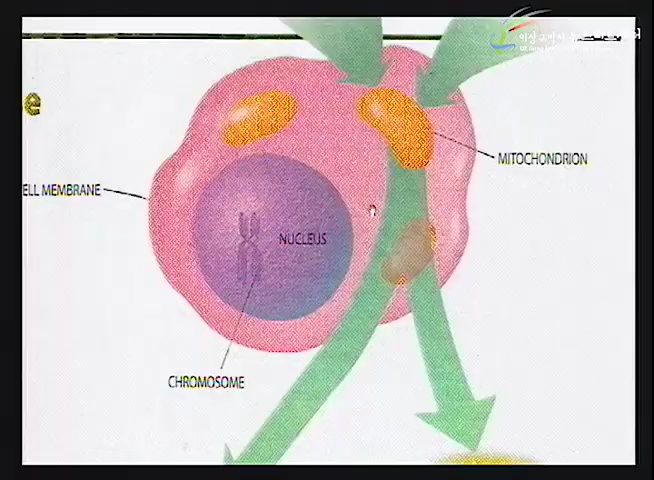 e
MITOCHONDRION
ELL MEMBRANE
NUCLEUS
CHROMOSOME